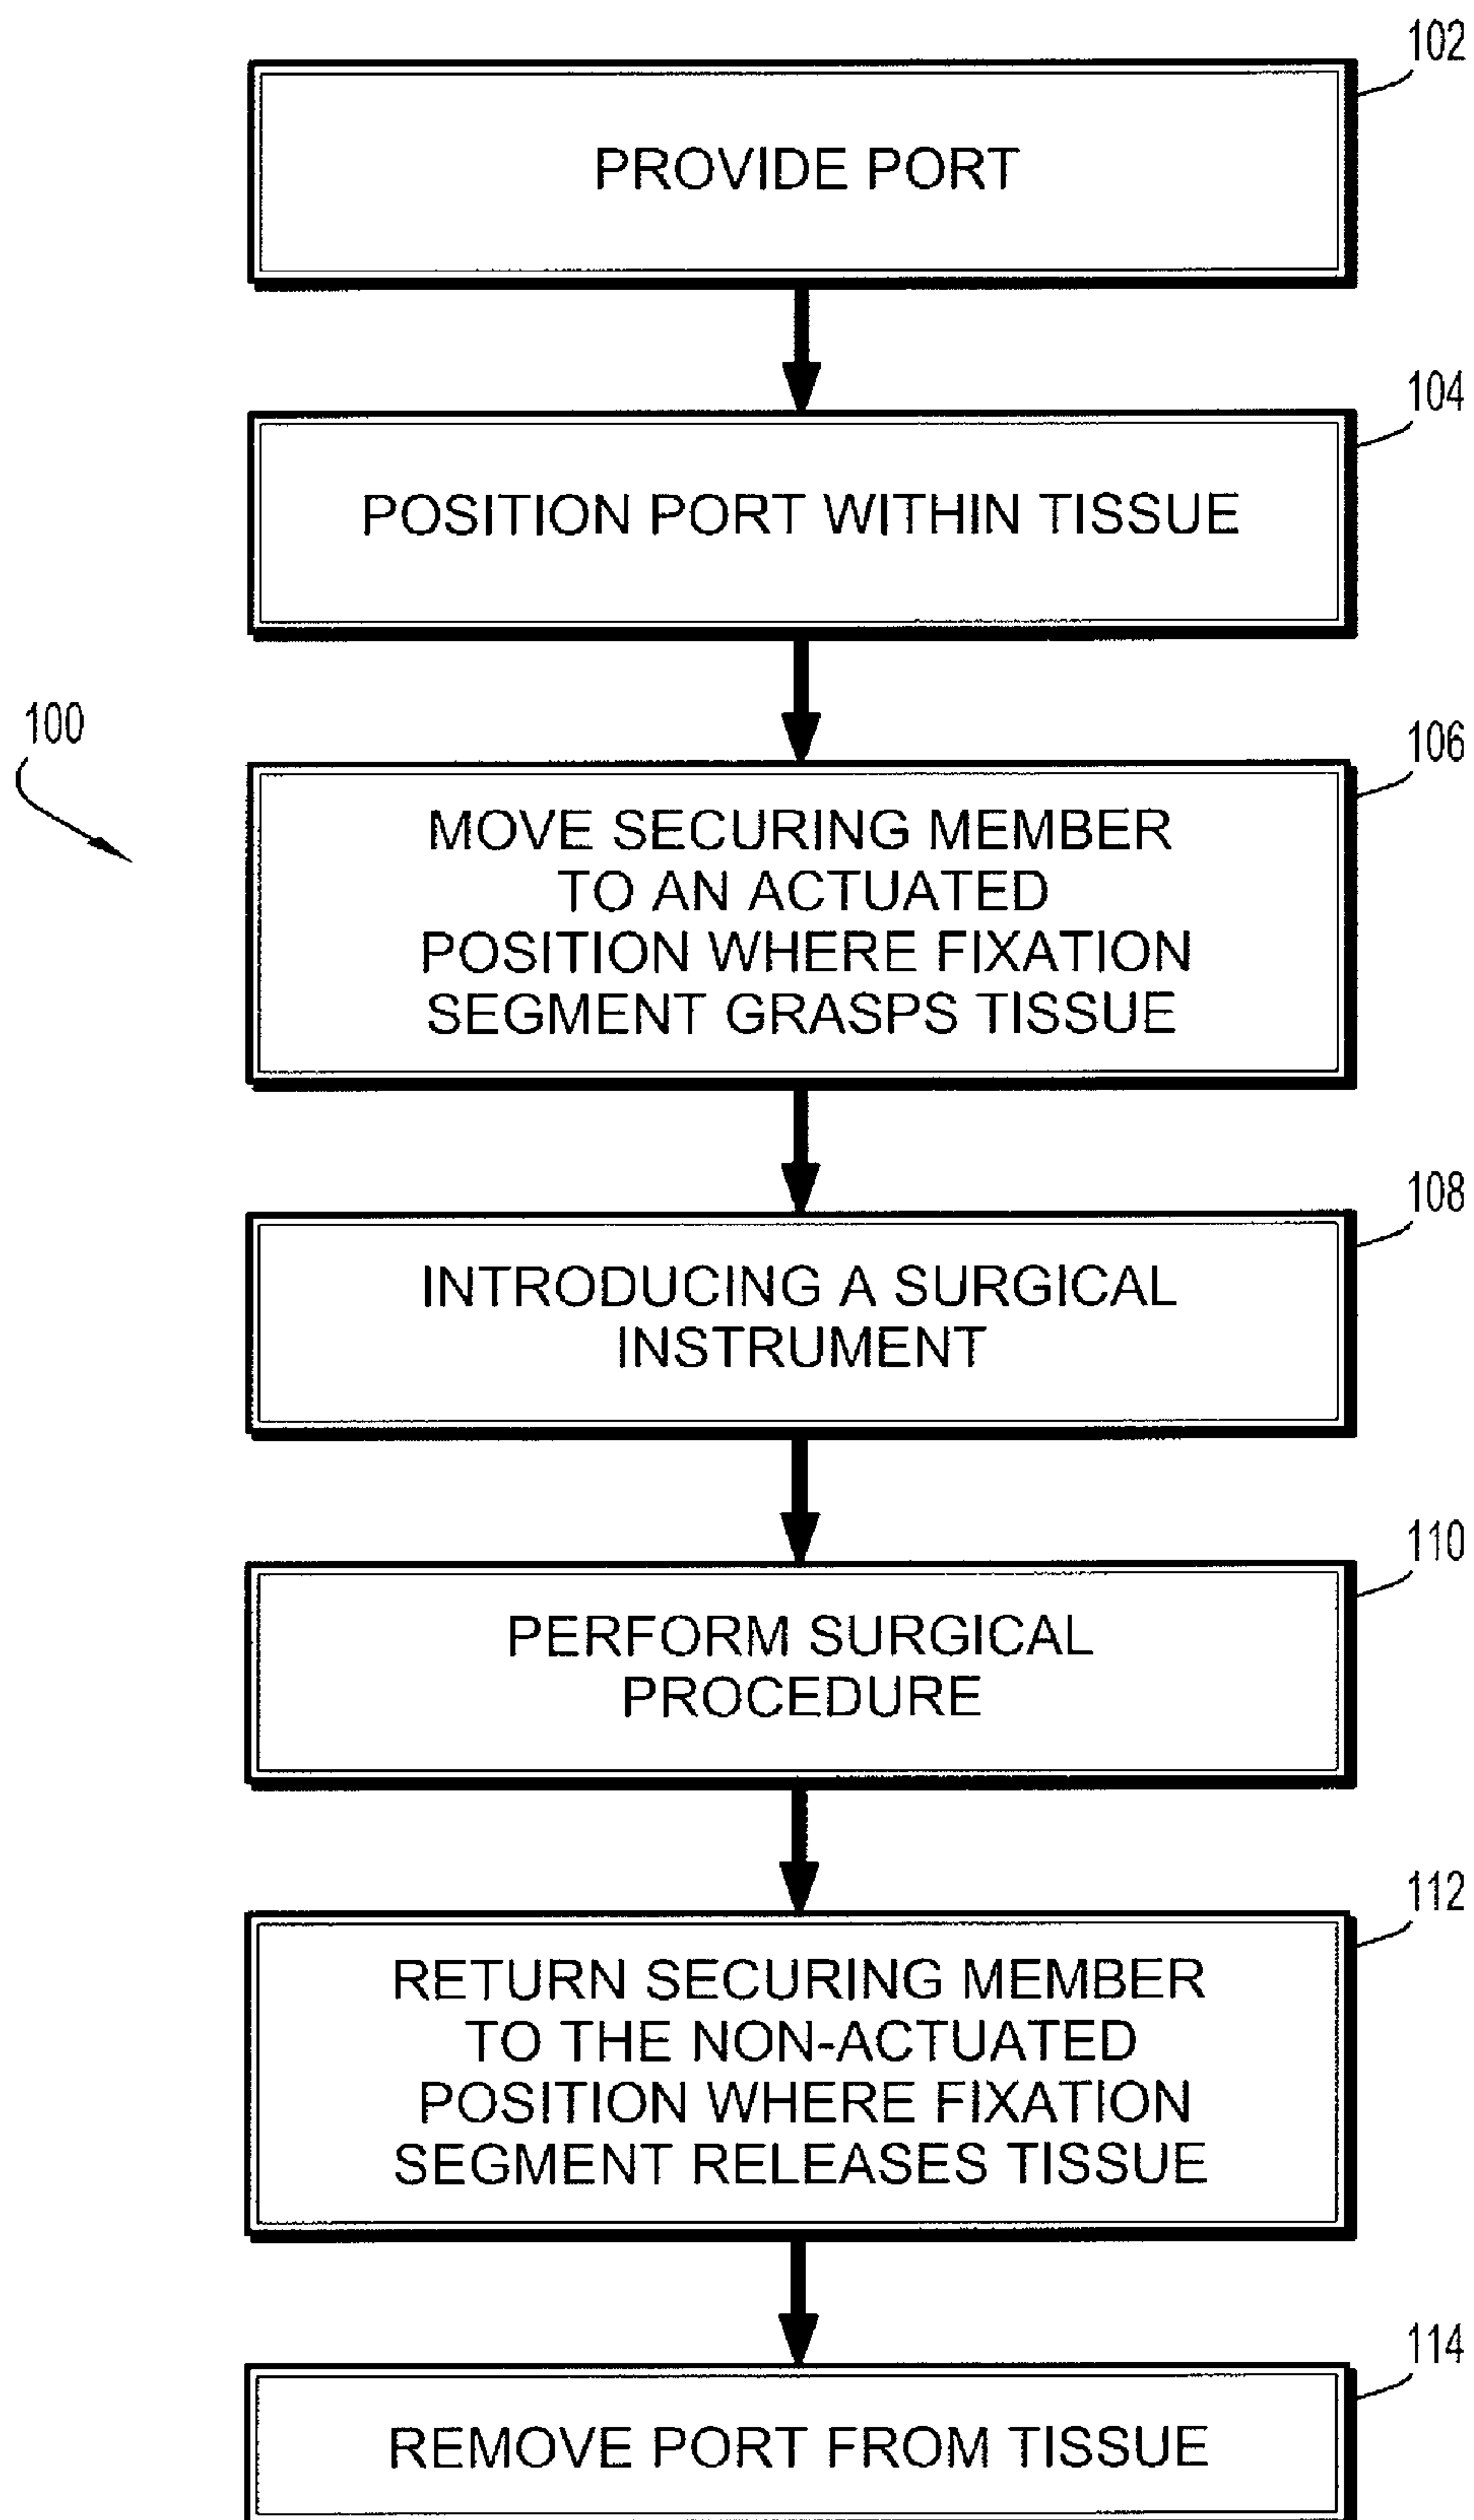 102
PROVIDE PORT
104
POSITION PORT WITHIN TISSUE
100
106
MOVE SECURING MEMBER
TO AN ACTUATED
POSITION WHERE FIXATION
SEGMENT GRASPS TISSUE
108
INTRODUCING A SURGICAL
INSTRUMENT
110
PERFORM SURGICAL
PROCEDURE
112
RETURN SECURING MEMBER
TO THE NON-ACTUATED
POSITION WHERE FIXATION
SEGMENT RELEASES TISSUE
114
REMOVE PORT FROM TISSUE